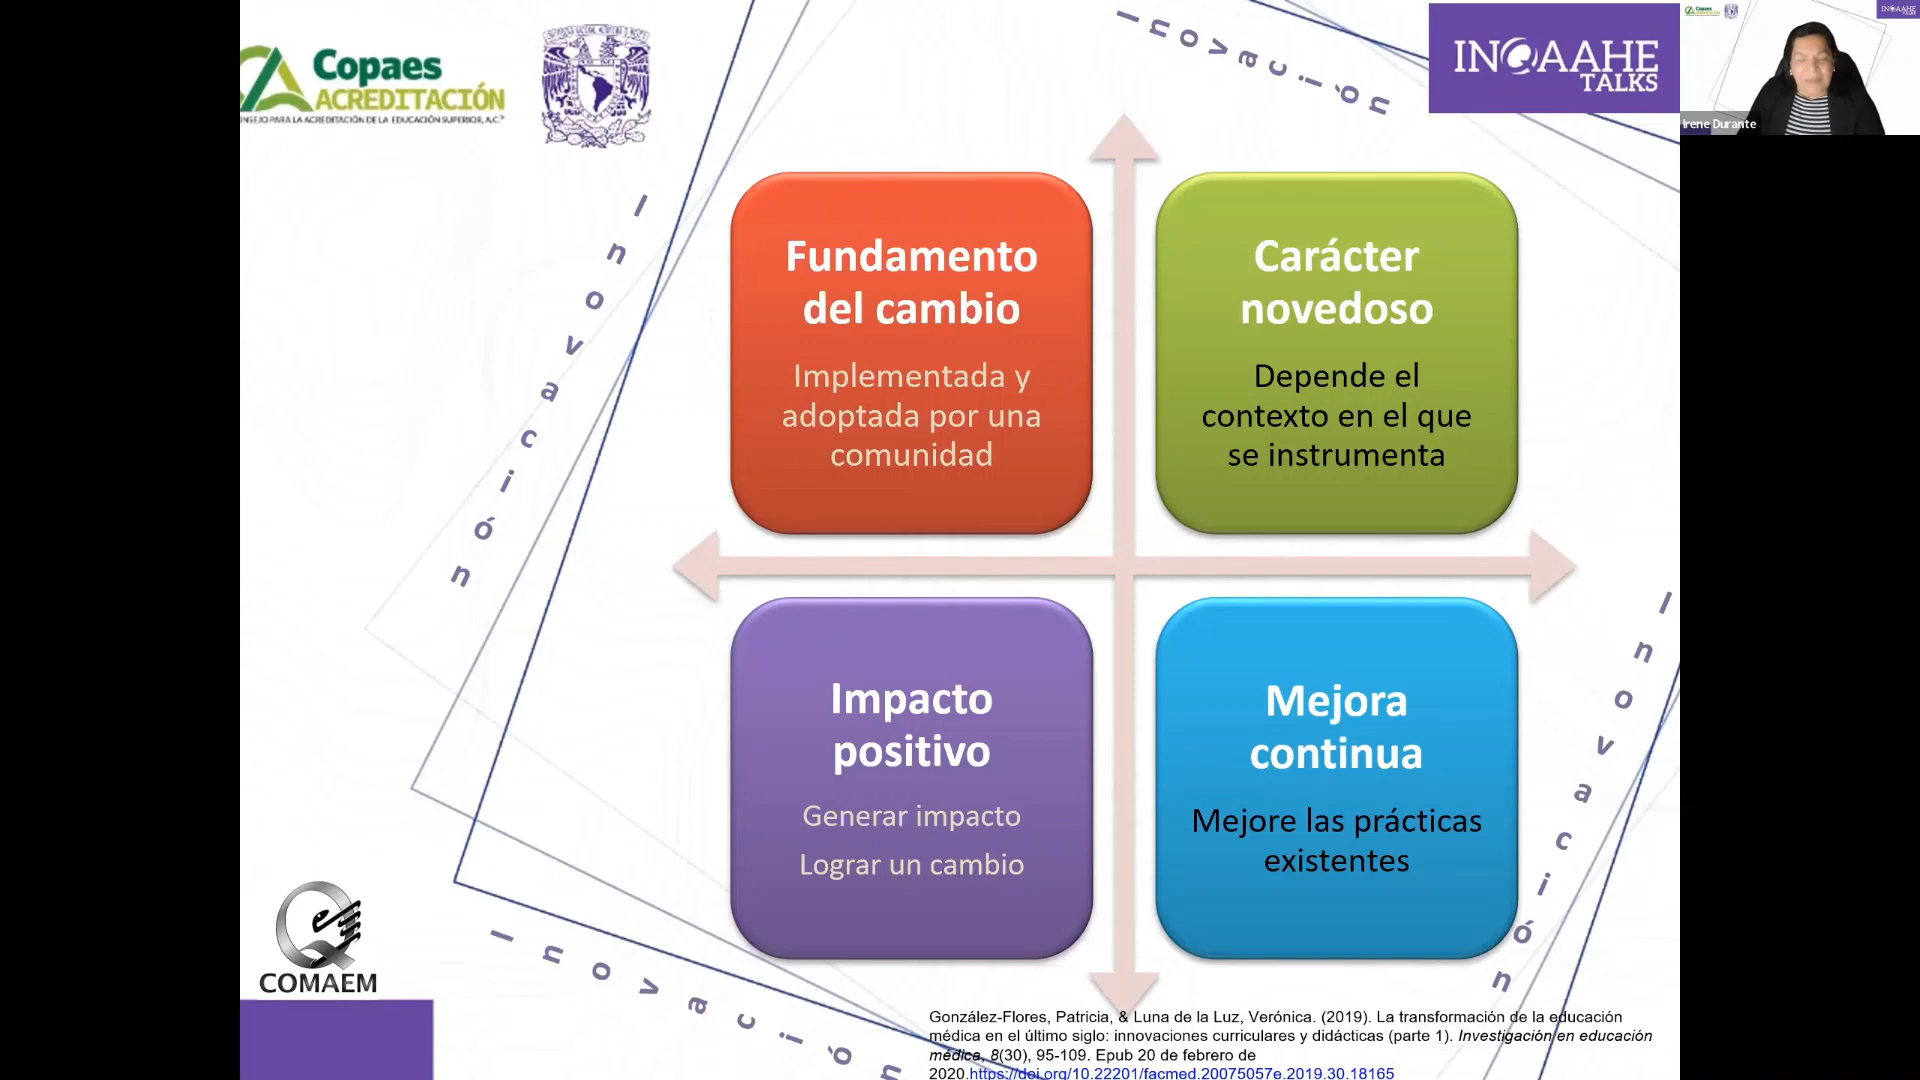 Copaes
ACREDITACIÓN
CONSEJO PARA LA ACREDITACIÓN DE LA EDUCACIÓN SUPERIOR, A.C.
Innovación
INQAAHE
TALKS
Irene Durante
Inovación
Fundamento
del cambio
Implementada y
adoptada por una
comunidad
Carácter
novedoso
Depende el
contexto en el que
se instrumenta
Impacto
positivo
Generar impacto
Lograr un cambio
Mejora
continua
Mejore las prácticas
existentes
Inovación
COMAEM
Inovación
González-Flores, Patricia, & Luna de la Luz, Verónica. (2019). La transformación de la educación
médica en el último siglo: innovaciones curriculares y didácticas (parte 1). Investigación en educación
médica, 8(30), 95-109. Epub 20 de febrero de
2020.https://doi.org/10.22201/facmed.20075057e.2019.30.18165